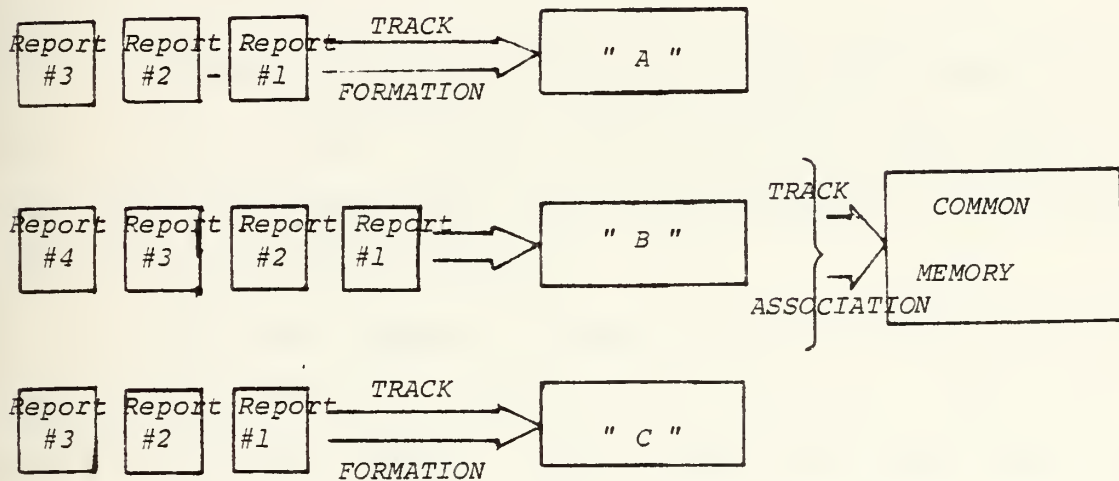 TRACK
Report Report Report
#3 #2 #1
" A "
FORMATION
TRACK
COMMON
Report Report Report Report
#4 #3 #2 #1
" B "
MEMORY
ASSOCIATION
TRACK
Report Report Report
#3 #2 #1
" C "
FORMATION